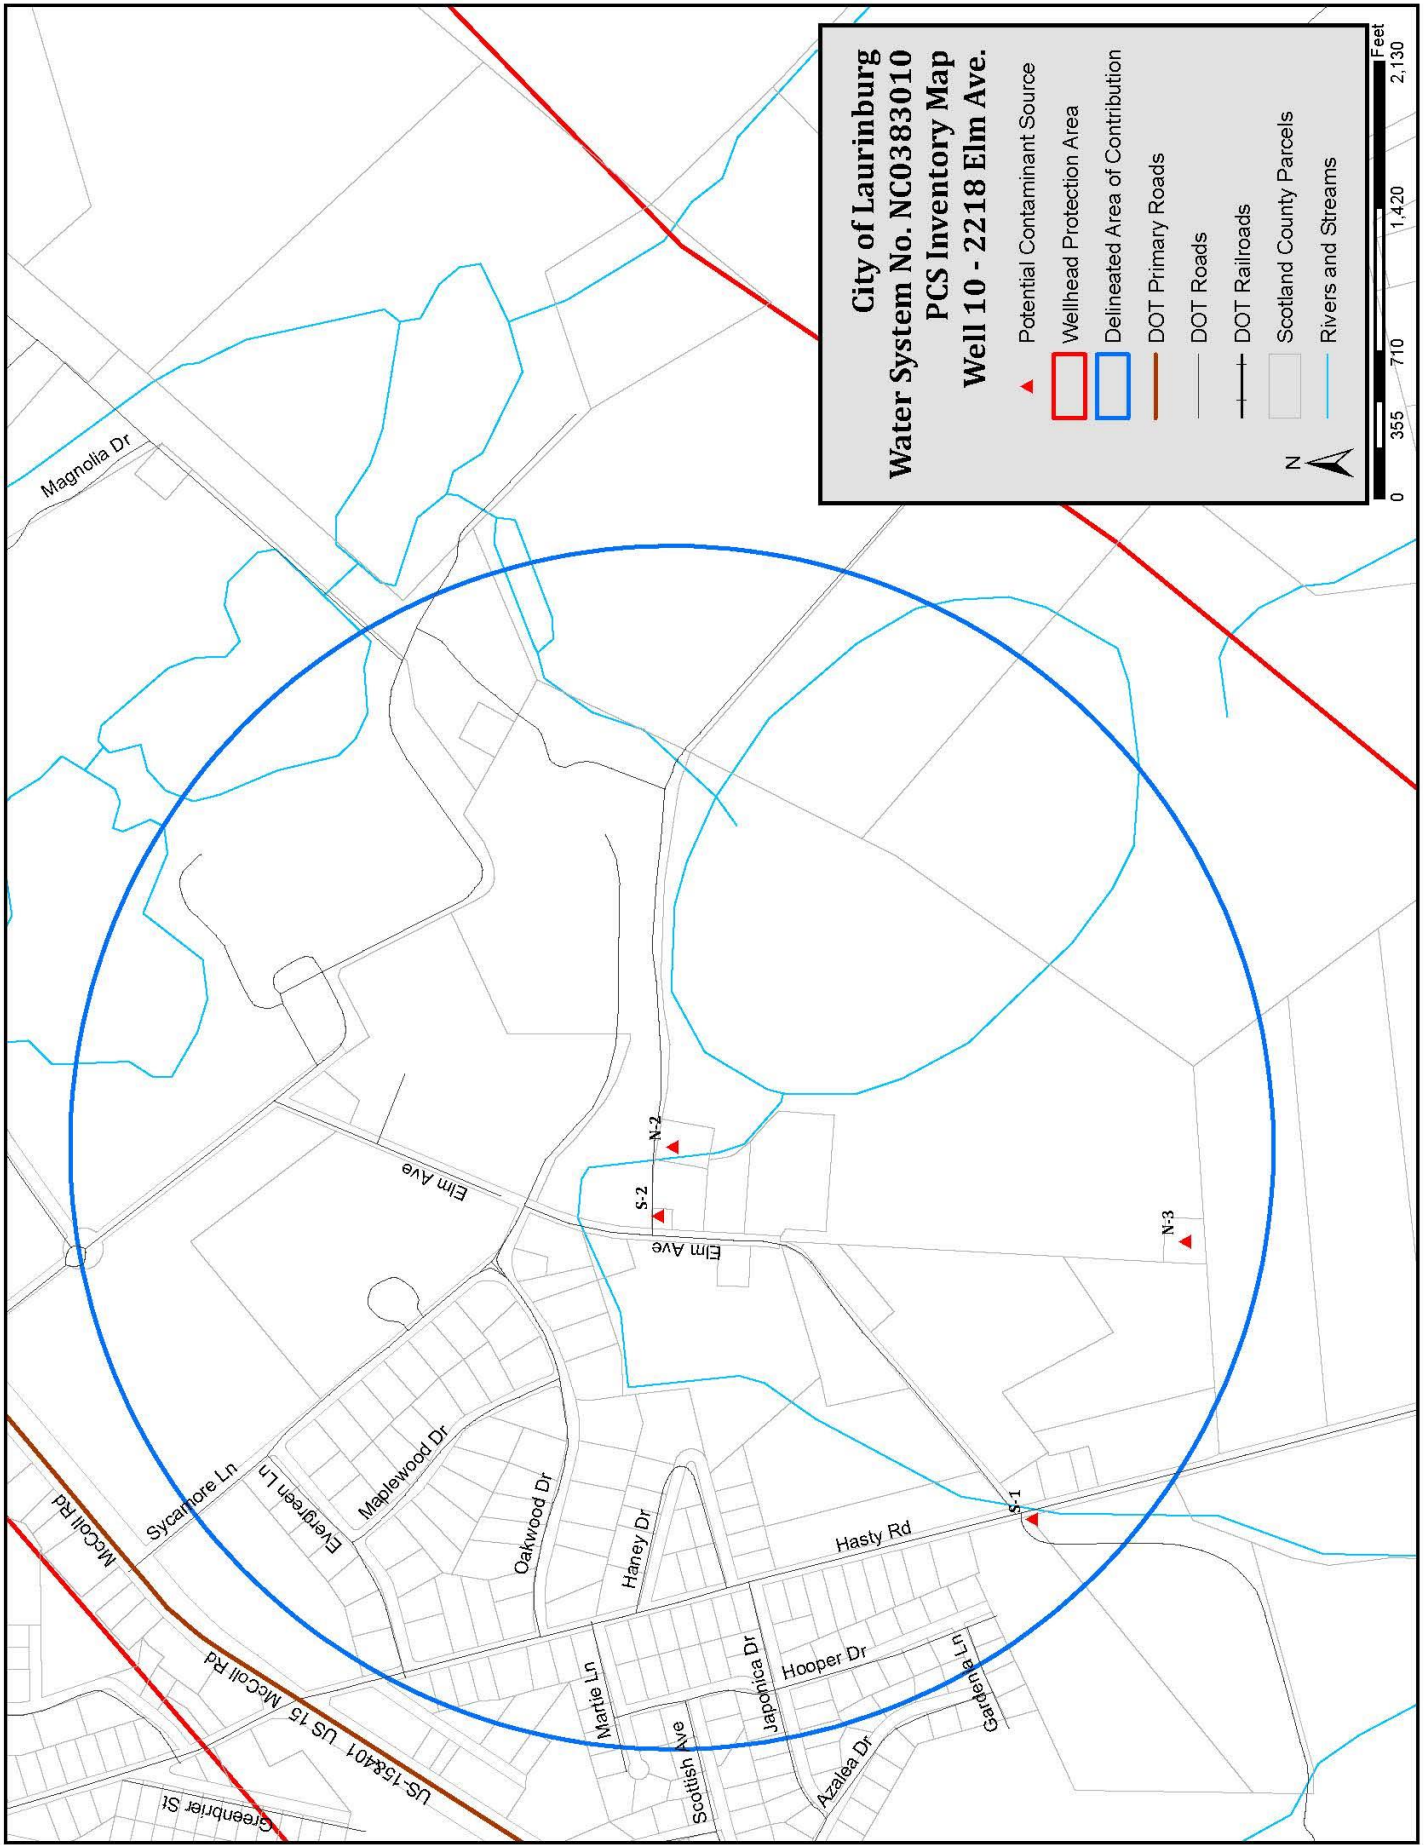 City of Laurinburg
Water System No. NC0383010
PCS Inventory Map
Well 10 - 2218 Elm Ave.
Potential Contaminant Source
Wellhead Protection Area
Delineated Area of Contribution
DOT Primary Roads
DOT Roads
DOT Railroads
Scotland County Parcels
Rivers and Streams
N
0 355 710 1,420 2,130
Feet
Magnolia Dr
Elm Ave
Elm Ave
N-2
S-2
N-3
S-1
McColl Rd
Sycamore Ln
Evergreen Ln
Maplewood Dr
Oakwood Dr
Haney Dr
Hasty Rd
McColl Rd
US 15
US-15&401
Greenbrier St
Martie Ln
Scottish Ave
Japonica Dr
Hooper Dr
Azalea Dr
Gardenia Ln